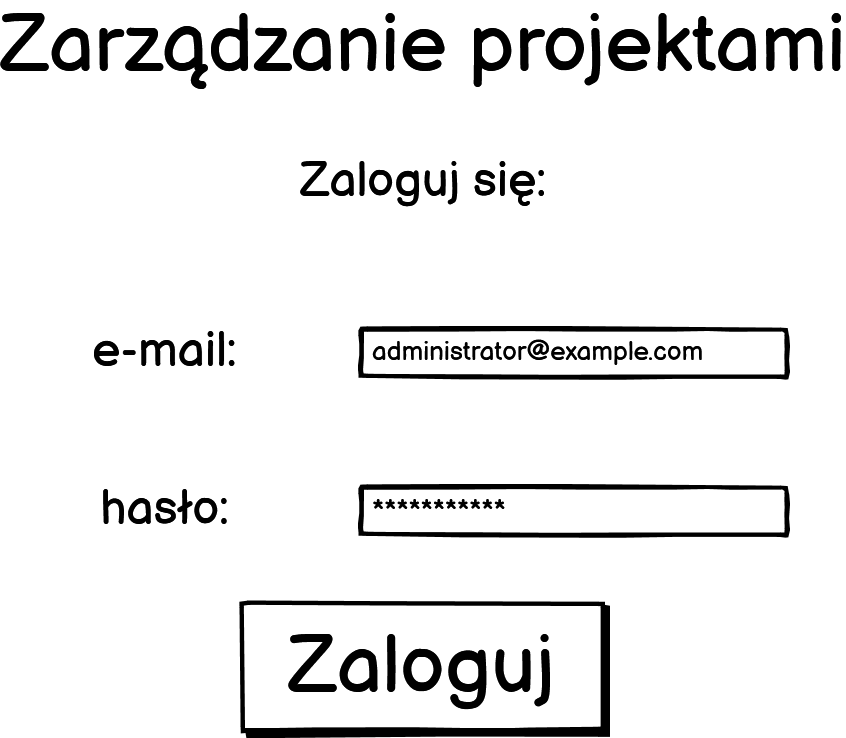 Zarządzanie projektami
Zaloguj się:
e-mail: administrator@example.com
hasło: ***********
Zaloguj